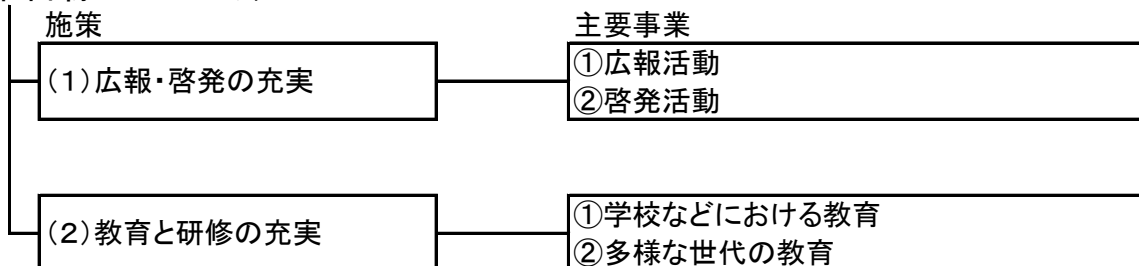 施策 主要事業
(1)広報・啓発の充実 ①広報活動
②啓発活動
(2)教育と研修の充実 ①学校などにおける教育
②多様な世代の教育